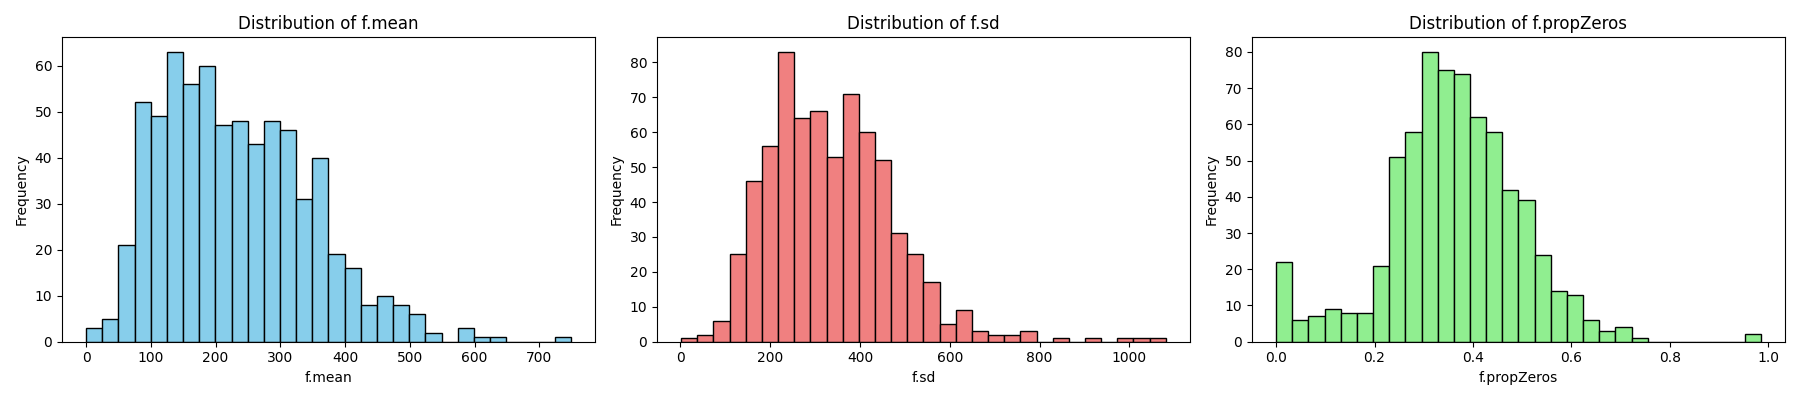 Distribution of f.mean
Frequency
60
50
40
30
20
10
0
0 100 200 300 400 500 600 700
f.mean
Distribution of f.sd
Frequency
80
70
60
50
40
30
20
10
0
0 200 400 600 800 1000
f.sd
Distribution of f.propZeros
Frequency
80
70
60
50
40
30
20
10
0
0.0 0.2 0.4 0.6 0.8 1.0
f.propZeros